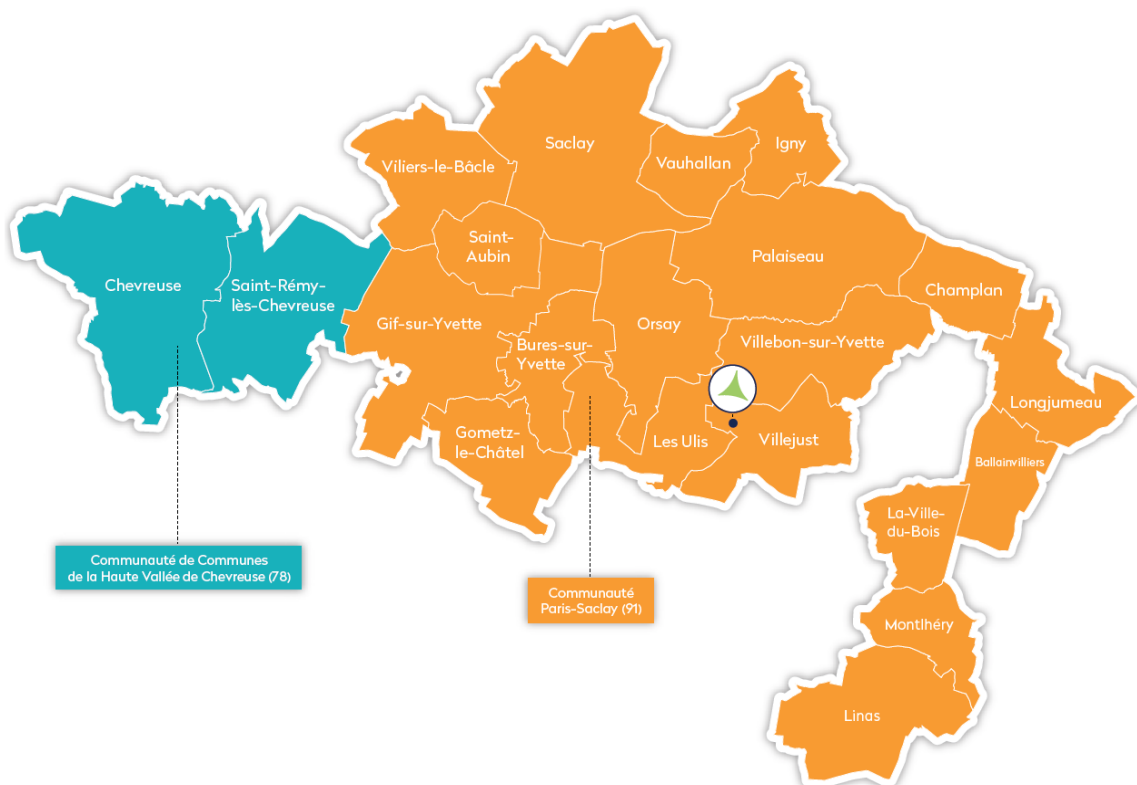 Saclay
Igny
Vauhallan
Viliers-le-Bâcle
Saint-
Aubin
Palaiseau
Chevreuse
Saint-Rémy-
lès-Chevreuse
Champlan
Gif-sur-Yvette
Orsay
Bures-sur-
Yvette
Villebon-sur-Yvette
Longjumeau
Gometz-
le-Châtel
Les Ulis
Villejust
Ballainvilliers
La-Ville-
du-Bois
Communauté de Communes
de la Haute Vallée de Chevreuse (78)
Communauté
Paris-Saclay (91)
Montlhéry
Linas